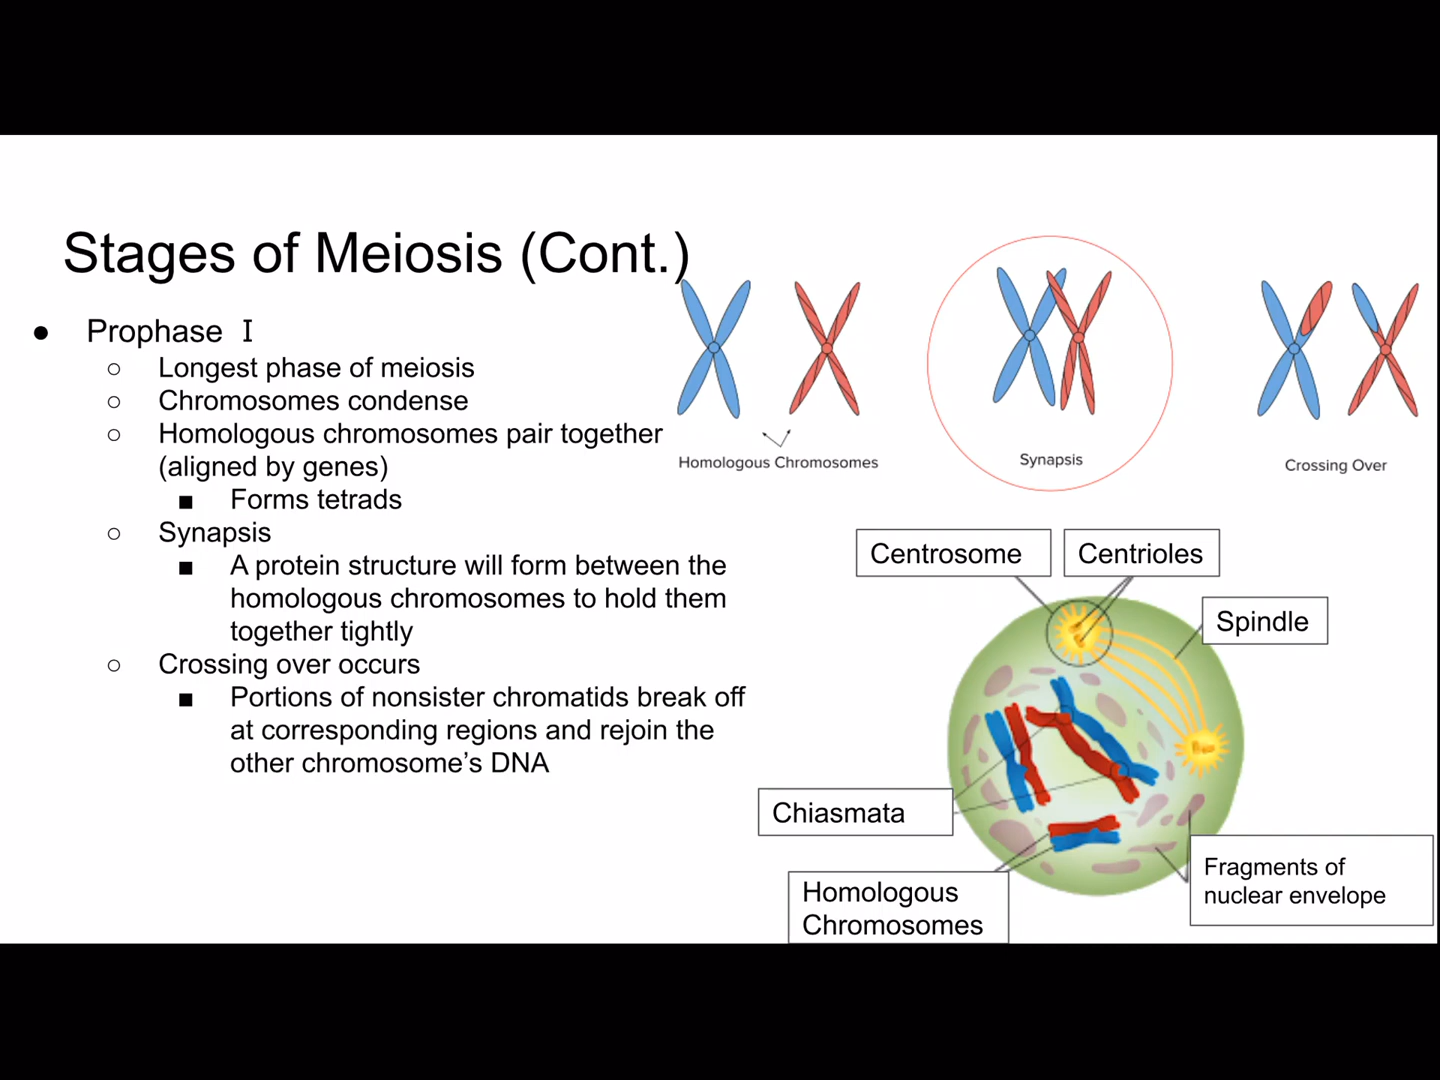 Stages of Meiosis (Cont.)
● Prophase I
○ Longest phase of meiosis
○ Chromosomes condense
○ Homologous chromosomes pair together
(aligned by genes)
■ Forms tetrads
○ Synapsis
■ A protein structure will form between the
homologous chromosomes to hold them
together tightly
○ Crossing over occurs
■ Portions of nonsister chromatids break off
at corresponding regions and rejoin the
other chromosome’s DNA
Homologous Chromosomes
Synapsis
Crossing Over
Centrosome
Centrioles
Spindle
Chiasmata
Homologous
Chromosomes
Fragments of
nuclear envelope